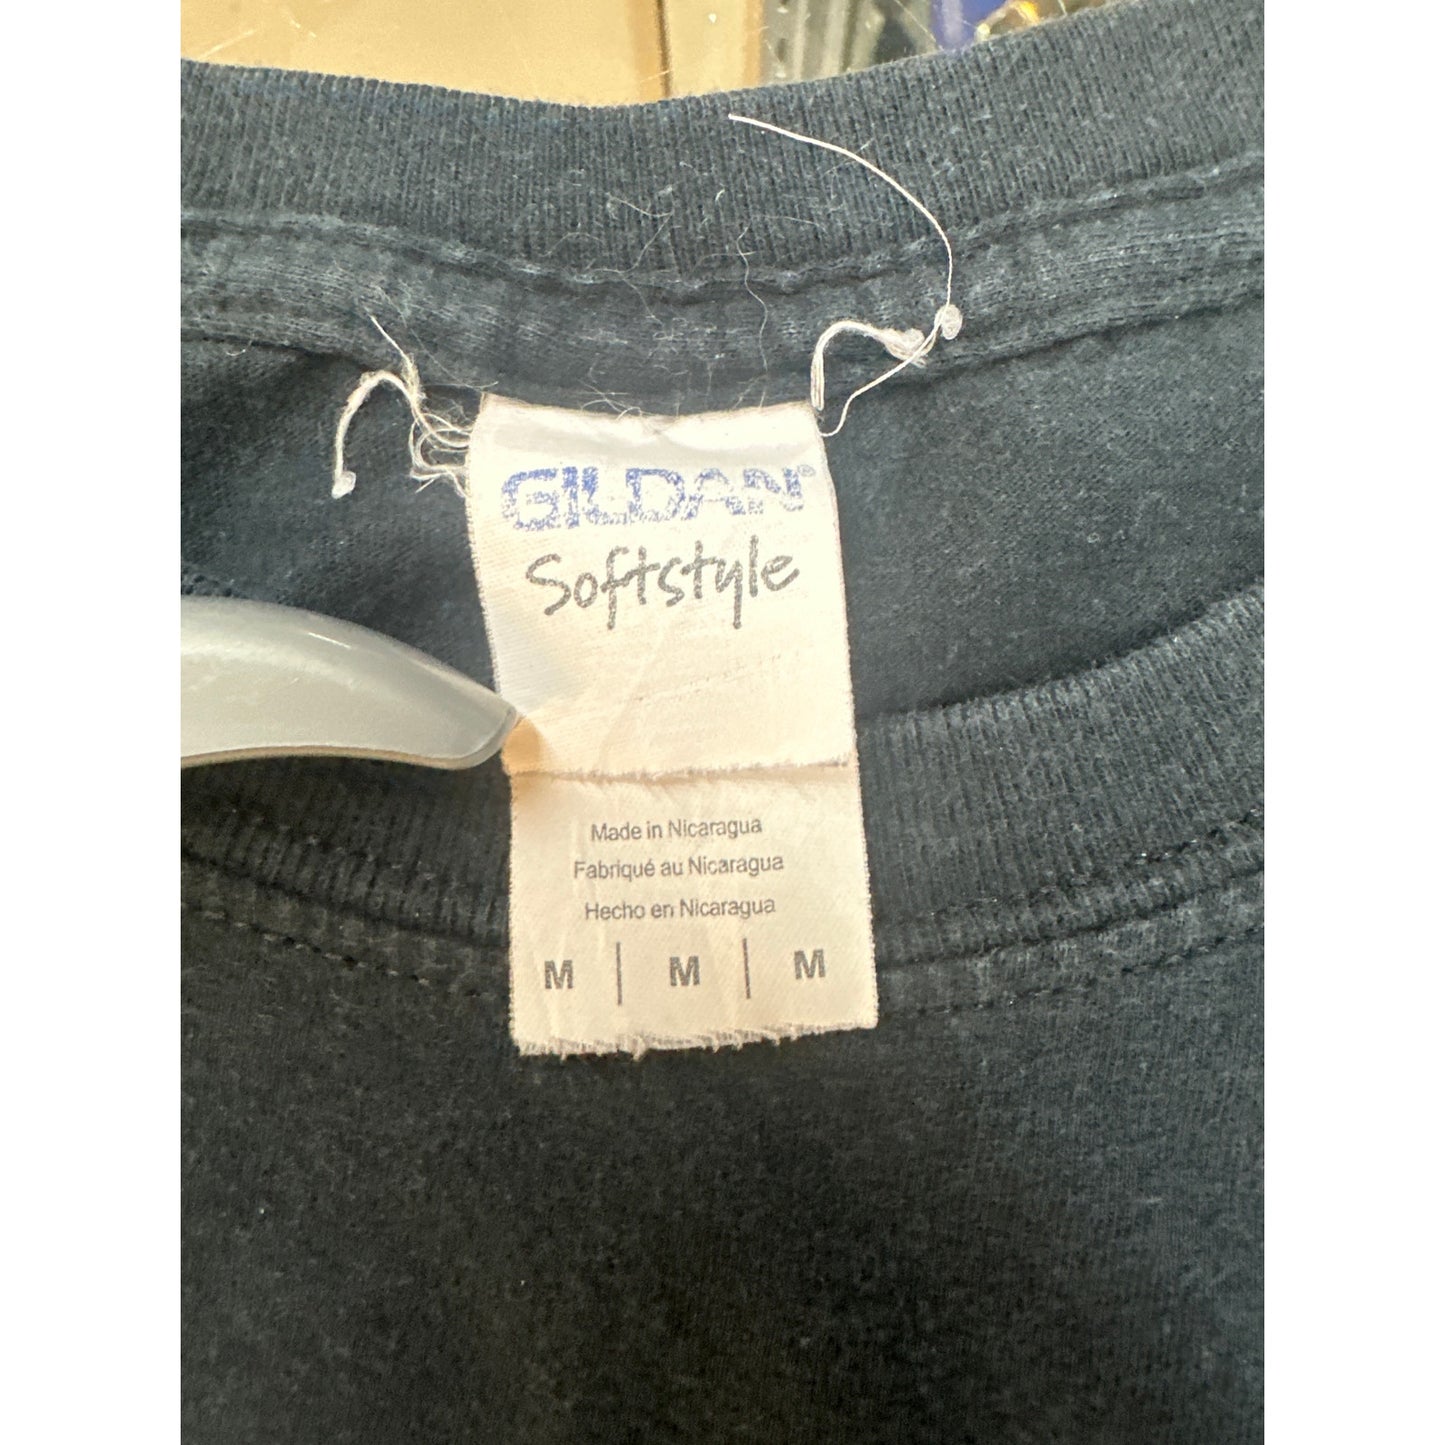 GILDAN®
Softstyle
Made in Nicaragua
Fabriqué au Nicaragua
Hecho en Nicaragua
M | M | M